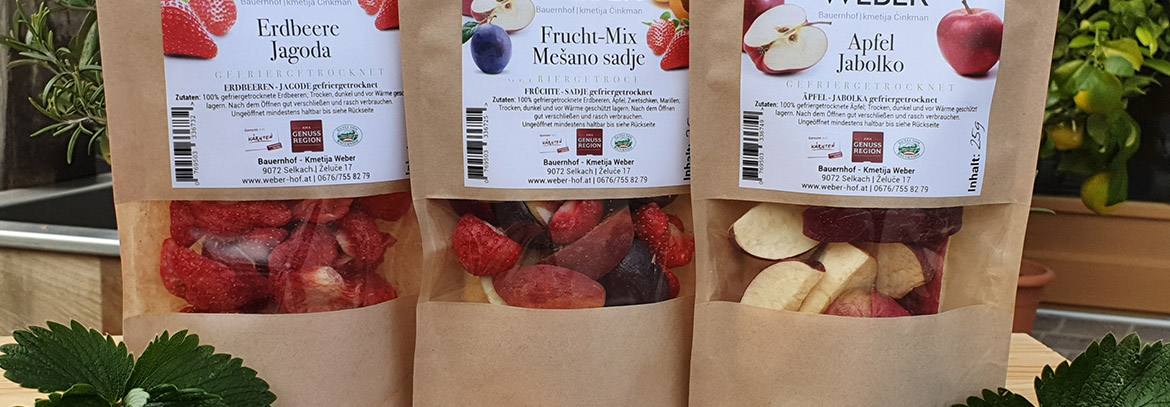 Erdbeere
Jagoda
GEFRIERGETROCKNET
ERDBEEREN - JAGODE gefriergetrocknet
Zutaten: 100% gefriergetrocknete Erdbeeren; Trocken, dunkel und vor Wärme geschützt
lagern. Nach dem Öffnen gut verschließen und rasch verbrauchen.
Ungeöffnet mindestens haltbar bis siehe Rückseite
KÄRNTEN
GENUSS
REGION
Bauernhof - Kmetija Weber
9072 Selkach | Želuče 17
www.weber-hof.at | 0676/755 82 79
Bauernhof | kmetija Cinkman
Frucht-Mix
Mešano sadje
GEFRIERGETROCK
FRÜCHTE - SADJE gefriergetrocknet
Zutaten: 100% gefriergetrocknete Erdbeeren, Äpfel, Zwetschken, Marillen;
Trocken, dunkel und vor Wärme geschützt lagern. Nach dem Öffnen
gut verschließen und rasch verbrauchen.
Ungeöffnet mindestens haltbar bis siehe Rückseite
KÄRNTEN
GENUSS
REGION
Bauernhof - Kmetija Weber
9072 Selkach | Želuče 17
www.weber-hof.at | 0676/755 82 79
WEBER
Bauernhof | kmetija Cinkman
Apfel
Jabolko
GEFRIERGETROCKNET
ÄPFEL - JABOLKA gefriergetrocknet
Zutaten: 100% gefriergetrocknete Äpfel; Trocken, dunkel und vor Wärme geschützt
lagern. Nach dem Öffnen gut verschließen und rasch verbrauchen.
Ungeöffnet mindestens haltbar bis siehe Rückseite
KÄRNTEN
GENUSS
REGION
Bauernhof - Kmetija Weber
9072 Selkach | Želuče 17
www.weber-hof.at | 0676/755 82 79
Inhalt: 25g